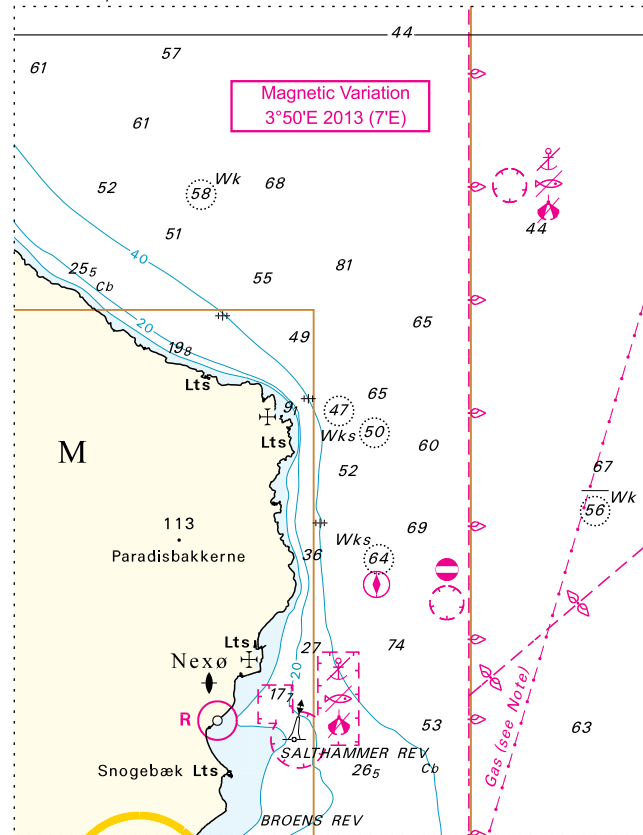 44
57
61
Magnetic Variation
3°50'E 2013 (7'E)
61
Wk
52
58
68
44
51
40
81
25₅
Cb
55
20
65
49
19₈
Lts
65
9₁
47
Wks
50
Lts
60
M
52
67
Wk
56
113
69
Wks
Paradisbakkerne
36
64
Lts
27
74
Nexø
20
17₇
R
53
63
Gas (see Note)
SALTHAMMER REV
Snogebæk Lts
26₅
Cb
BROENS REV